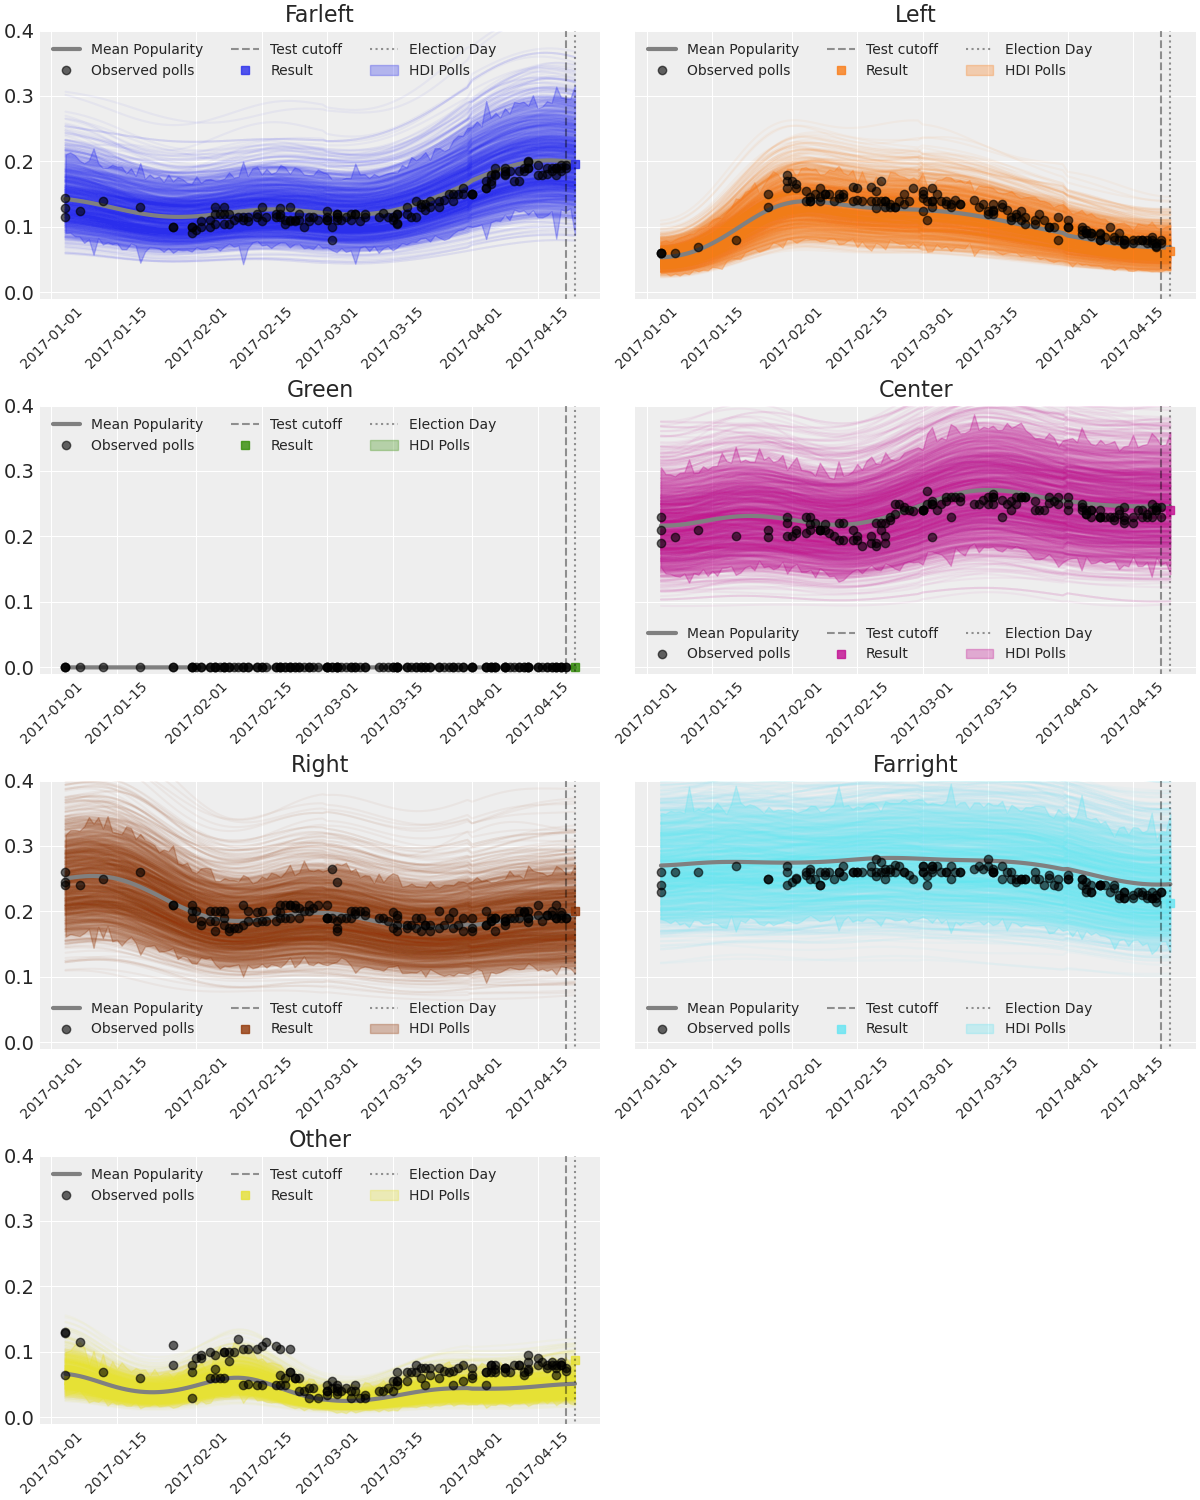 Farleft
Left
0.4
Mean Popularity Test cutoff Election Day
Observed polls Result HDI Polls
Mean Popularity Test cutoff Election Day
Observed polls Result HDI Polls
0.3
0.2
0.1
0.0
2017-01-01 2017-01-15 2017-02-01 2017-02-15 2017-03-01 2017-03-15 2017-04-01 2017-04-15
2017-01-01 2017-01-15 2017-02-01 2017-02-15 2017-03-01 2017-03-15 2017-04-01 2017-04-15
Green
Center
0.4
Mean Popularity Test cutoff Election Day
Observed polls Result HDI Polls
0.3
0.2
0.1
0.0
Mean Popularity Test cutoff Election Day
Observed polls Result HDI Polls
2017-01-01 2017-01-15 2017-02-01 2017-02-15 2017-03-01 2017-03-15 2017-04-01 2017-04-15
2017-01-01 2017-01-15 2017-02-01 2017-02-15 2017-03-01 2017-03-15 2017-04-01 2017-04-15
Right
Farright
0.4
0.3
0.2
0.1
0.0
Mean Popularity Test cutoff Election Day
Observed polls Result HDI Polls
Mean Popularity Test cutoff Election Day
Observed polls Result HDI Polls
2017-01-01 2017-01-15 2017-02-01 2017-02-15 2017-03-01 2017-03-15 2017-04-01 2017-04-15
2017-01-01 2017-01-15 2017-02-01 2017-02-15 2017-03-01 2017-03-15 2017-04-01 2017-04-15
Other
0.4
Mean Popularity Test cutoff Election Day
Observed polls Result HDI Polls
0.3
0.2
0.1
0.0
2017-01-01 2017-01-15 2017-02-01 2017-02-15 2017-03-01 2017-03-15 2017-04-01 2017-04-15